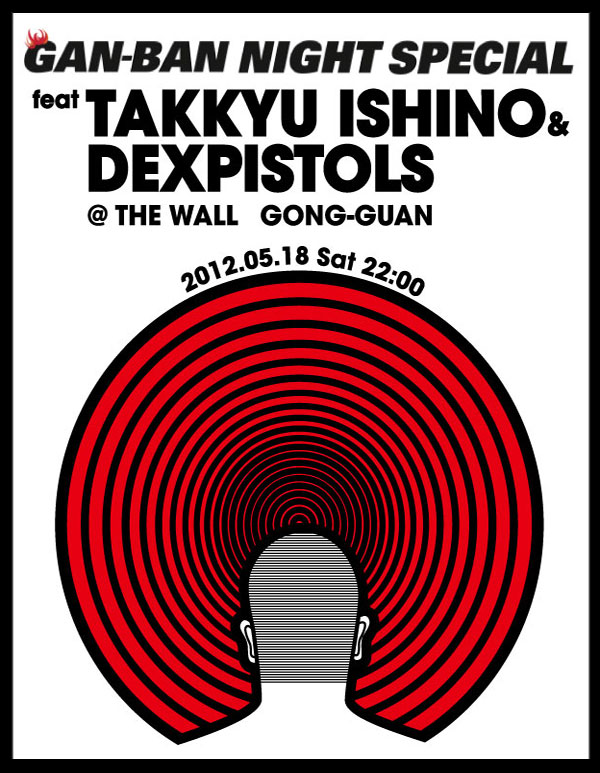 GAN-BAN NIGHT SPECIAL
feat TAKKYU ISHINO &
DEXPISTOLS
@ THE WALL GONG-GUAN
2012.05.18 Sat 22:00